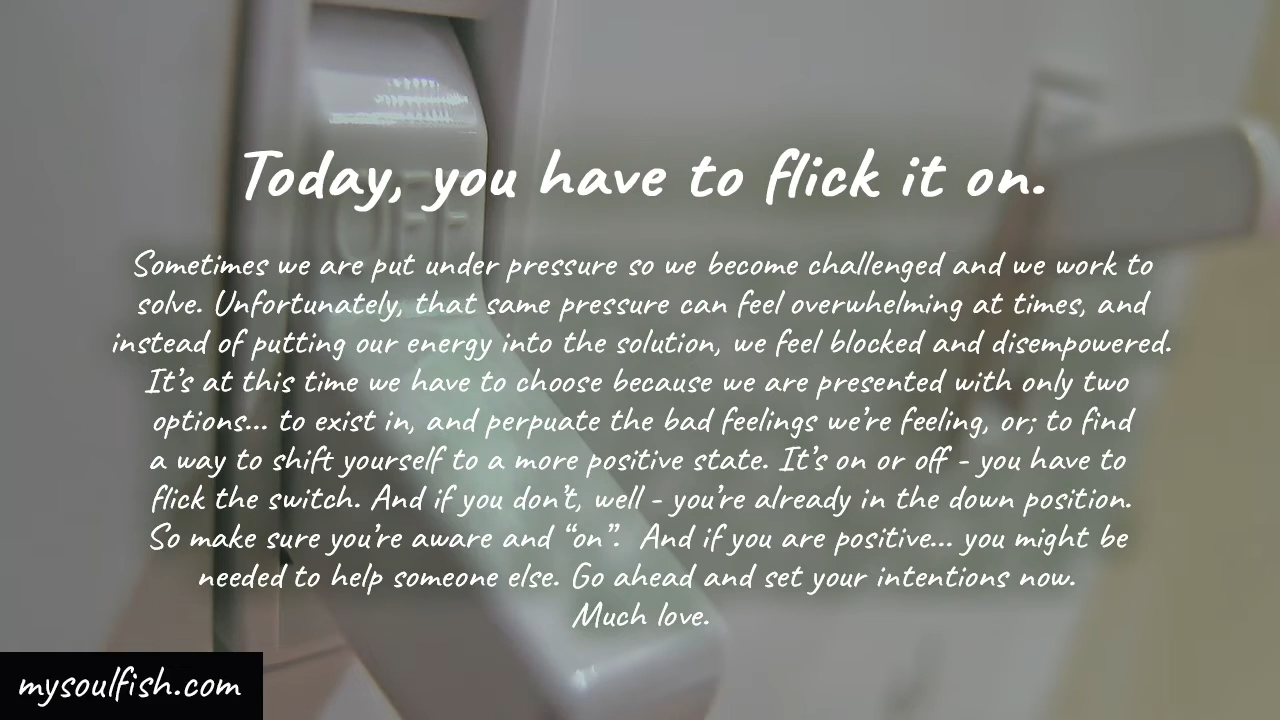 OFF
Today, you have to flick it on.
Sometimes we are put under pressure so we become challenged and we work to
solve. Unfortunately, that same pressure can feel overwhelming at times, and
instead of putting our energy into the solution, we feel blocked and disempowered.
It's at this time we have to choose because we are presented with only two
options... to exist in, and perpuate the bad feelings we're feeling, or; to find
a way to shift yourself to a more positive state. It's on or off - you have to
flick the switch. And if you don't, well - you're already in the down position.
So make sure you're aware and “on”.  And if you are positive... you might be
needed to help someone else. Go ahead and set your intentions now.
Much love.
mysoulfish.com